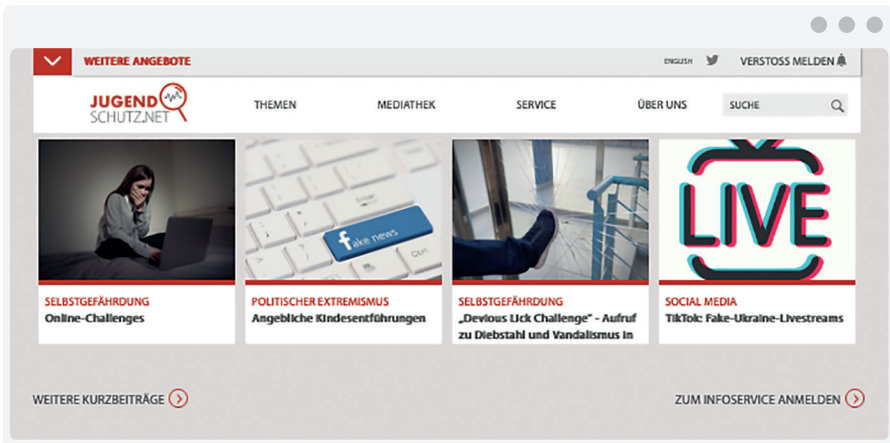 WEITERE ANGEBOTE
ENGLISH
VERSTOSS MELDEN
JUGEND
SCHUTZ.NET
THEMEN
MEDIATHEK
SERVICE
ÜBER UNS
SUCHE
Enter
fake news
Ctrl
LIVE
SELBSTGEFÄHRDUNG
Online-Challenges
POLITISCHER EXTREMISMUS
Angebliche Kindesentführungen
SELBSTGEFÄHRDUNG
„Devious Lick Challenge“ - Aufruf
zu Diebstahl und Vandalismus in
SOCIAL MEDIA
TikTok: Fake-Ukraine-Livestreams
WEITERE KURZBEITRÄGE
ZUM INFOSERVICE ANMELDEN